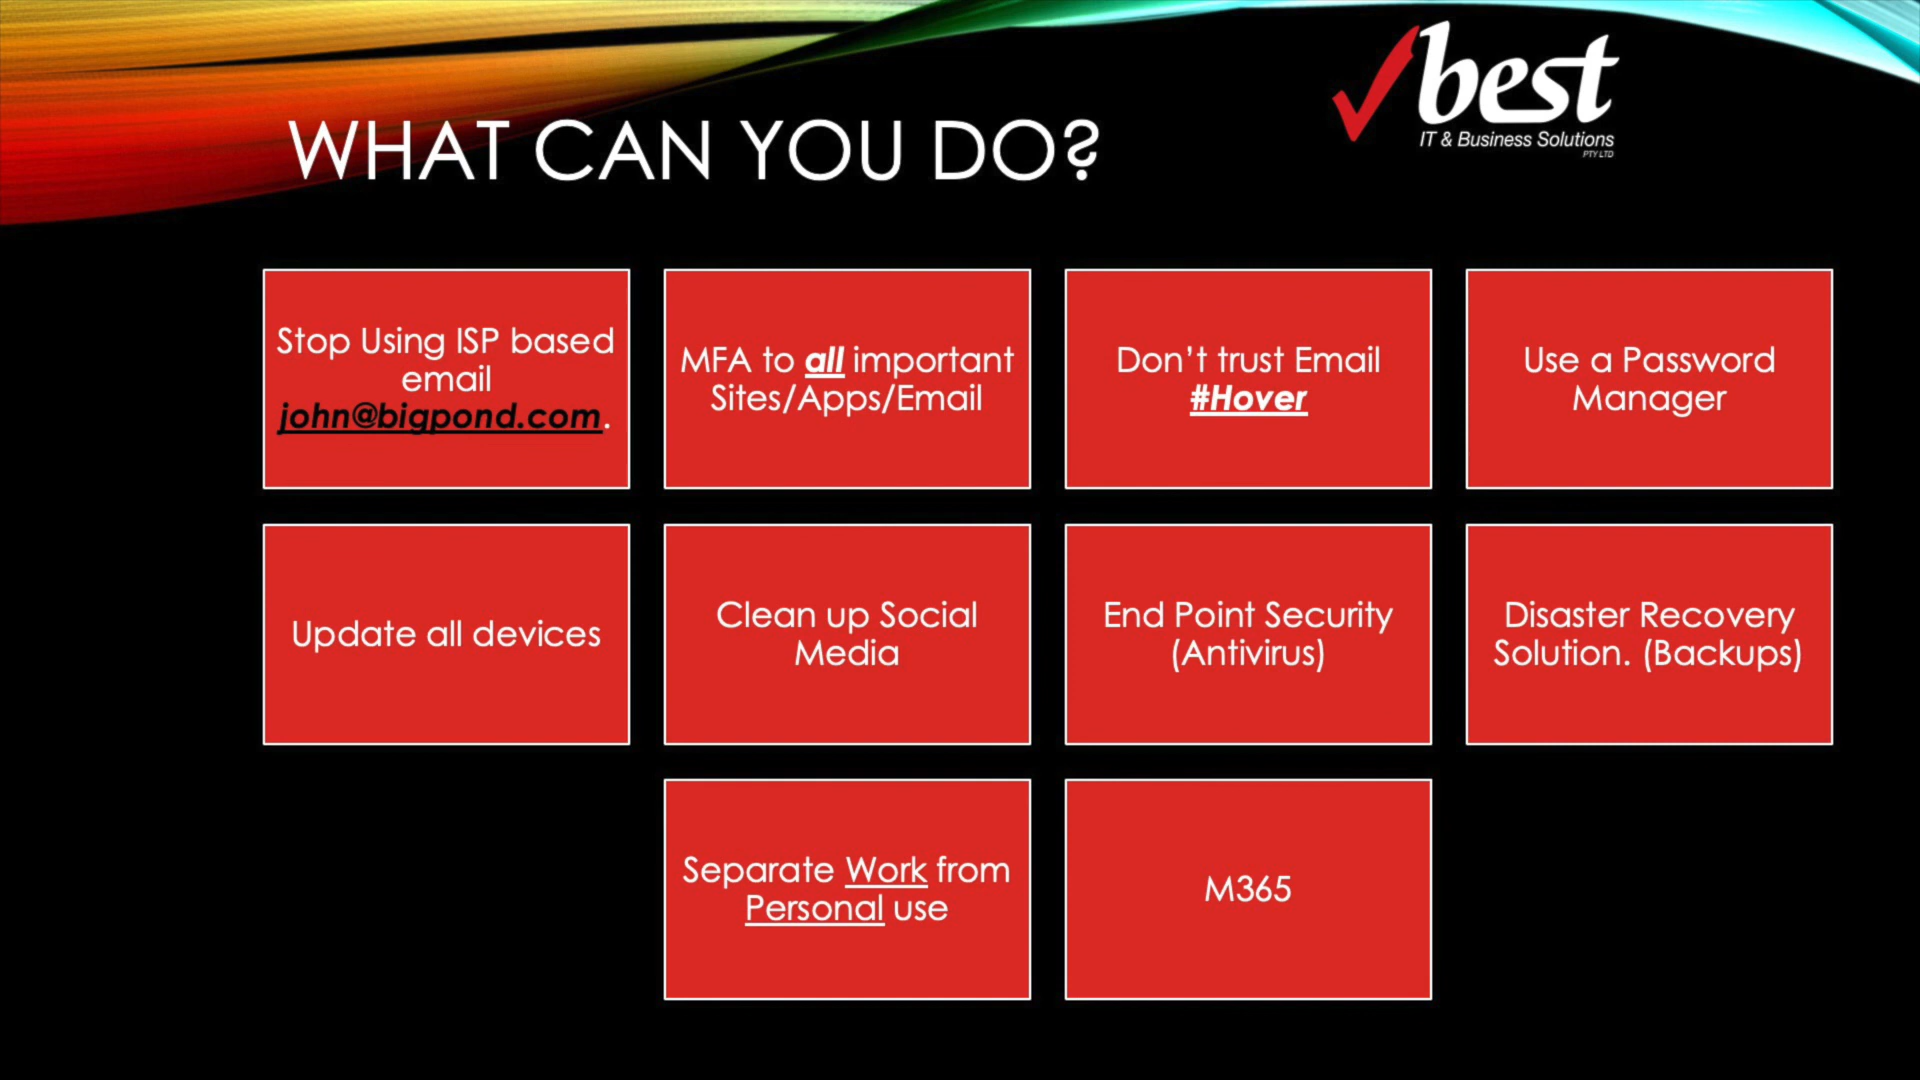 best
IT & Business Solutions
PTY LTD
WHAT CAN YOU DO?
Stop Using ISP based
email
john@bigpond.com.
MFA to all important
Sites/Apps/Email
Don’t trust Email
#Hover
Use a Password
Manager
Update all devices
Clean up Social
Media
End Point Security
(Antivirus)
Disaster Recovery
Solution. (Backups)
Separate Work from
Personal use
M365